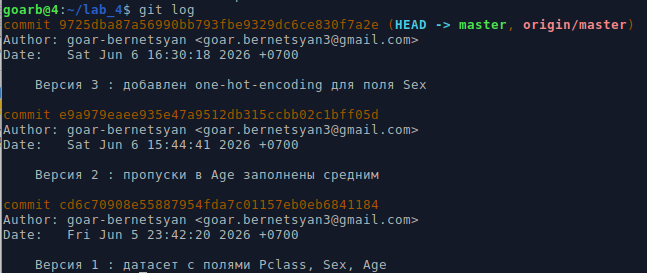 goarb@4:~/lab_4$ git log
commit 9725dba87a56990bb793fbe9329dc6ce830f7a2e (HEAD -> master, origin/master)
Author: goar-bernetsyan <goar.bernetsyan3@gmail.com>
Date:   Sat Jun 6 16:30:18 2026 +0700
Версия 3 : добавлен one-hot-encoding для поля Sex
commit e9a979eaee935e47a9512db315ccbb02c1bff05d
Author: goar-bernetsyan <goar.bernetsyan3@gmail.com>
Date:   Sat Jun 6 15:44:41 2026 +0700
Версия 2 : пропуски в Age заполнены средним
commit cd6c70908e55887954fda7c01157eb0eb6841184
Author: goar-bernetsyan <goar.bernetsyan3@gmail.com>
Date:   Fri Jun 5 23:42:20 2026 +0700
Версия 1 : датасет с полями Pclass, Sex, Age